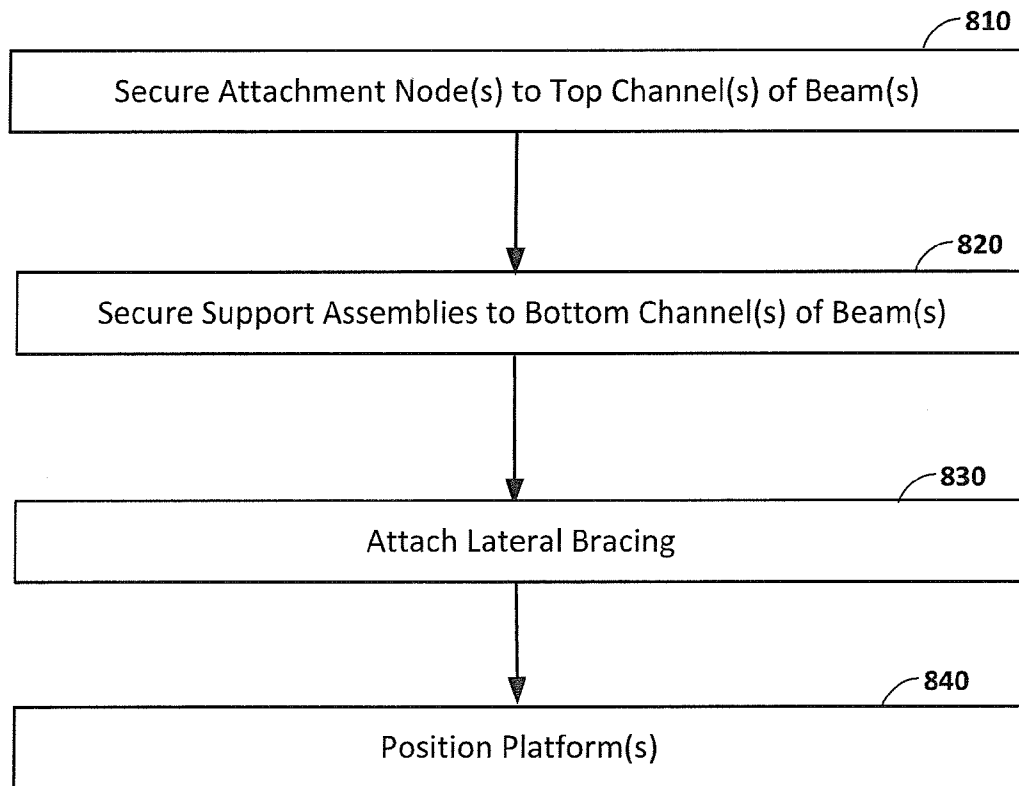 810
Secure Attachment Node(s) to Top Channel(s) of Beam(s)
820
Secure Support Assemblies to Bottom Channel(s) of Beam(s)
830
Attach Lateral Bracing
840
Position Platform(s)